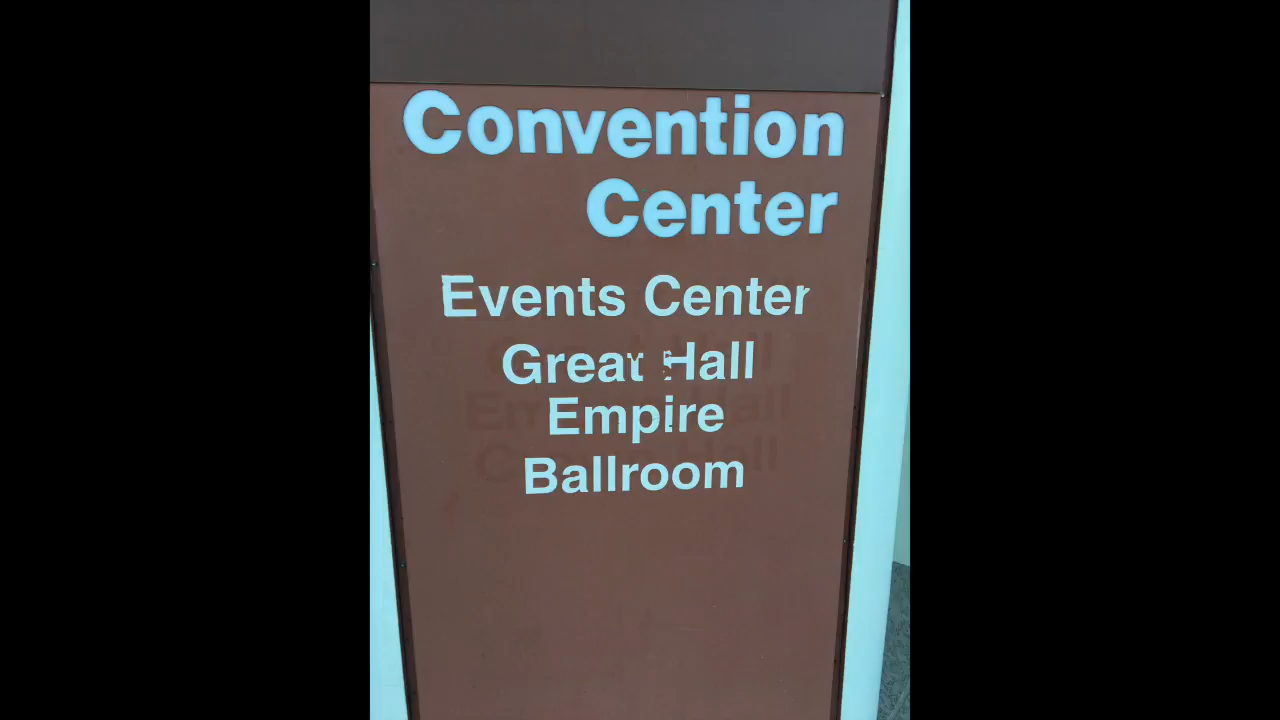 Convention
Center
Events Center
Great Hall
Empire
Ballroom